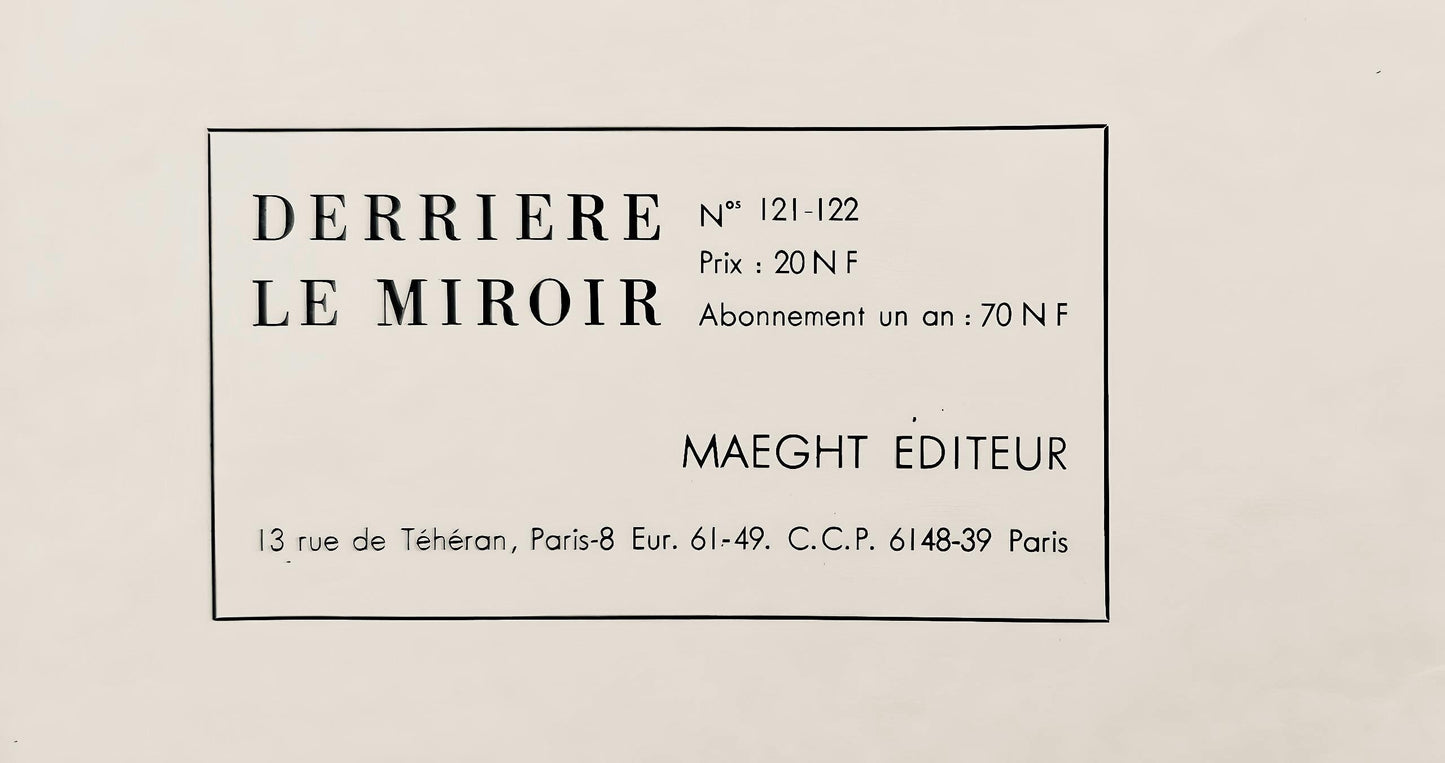 DERRIERE
LE MIROIR
Nos 121-122
Prix : 20 N F
Abonnement un an : 70 N F
MAEGHT ÉDITEUR
13 rue de Téhéran, Paris-8 Eur. 61-49. C.C.P. 6148-39 Paris